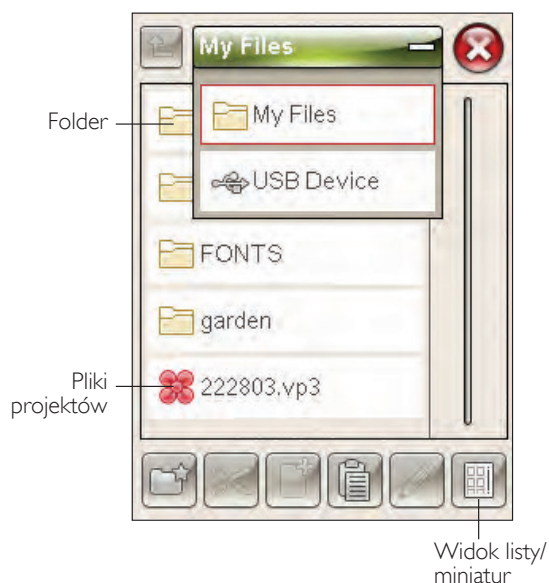 My Files
Folder
My Files
USB Device
FONTS
garden
Pliki
projektów
222803.vp3
Widok listy/
miniatur